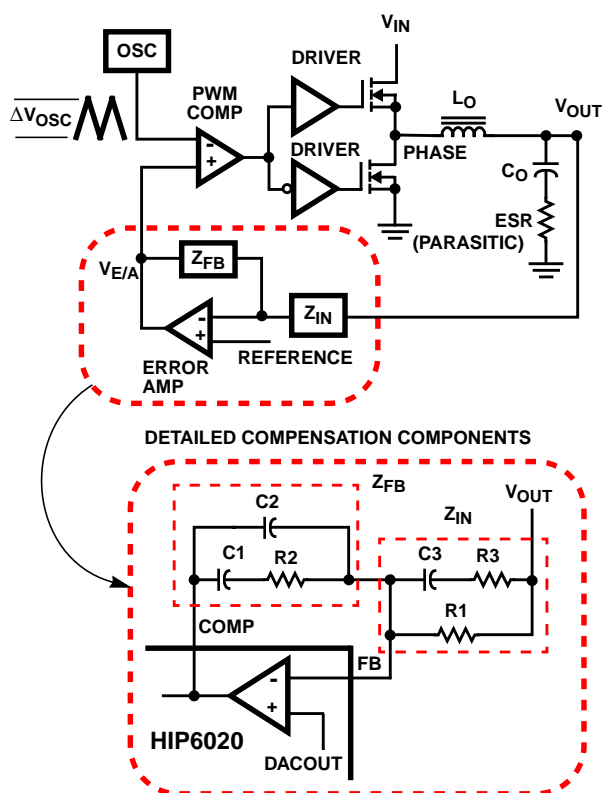 OSC
V_IN
DRIVER
ΔV_OSC
PWM
COMP
L_O
V_OUT
-
+
DRIVER
PHASE
C_O
ESR
(PARASITIC)
V_E/A
Z_FB
Z_IN
-
+
REFERENCE
ERROR
AMP
DETAILED COMPENSATION COMPONENTS
Z_FB
V_OUT
C2
Z_IN
C1
R2
C3
R3
R1
COMP
FB
-
+
HIP6020
DACOUT